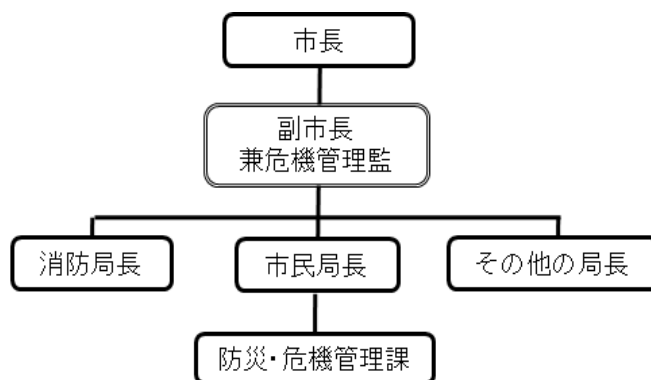 市長
副市長
兼危機管理監
消防局長
市民局長
その他の局長
防災・危機管理課